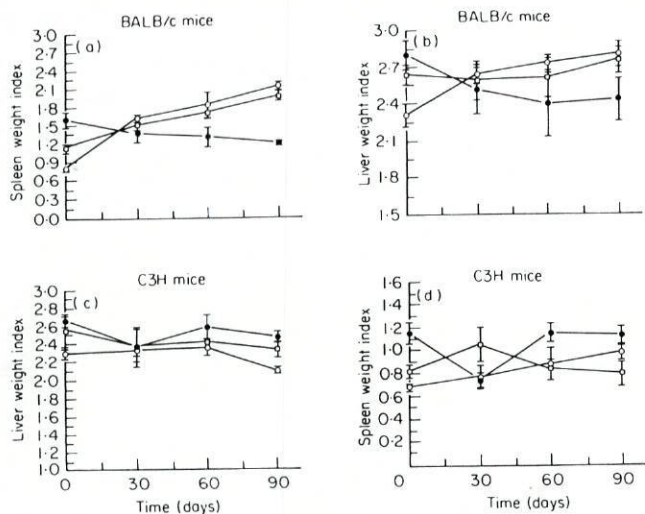 BALB/c mice
(a)
Spleen weight index
3·0
2·7
2·4
2·1
1·8
1·5
1·2
0·9
0·6
0·3
0·0
BALB/c mice
(b)
Liver weight index
3·0
2·7
2·4
2·1
1·8
1·5
C3H mice
(c)
Liver weight index
3·0
2·8
2·6
2·4
2·2
2·0
1·8
1·6
1·4
1·2
1·0
0 30 60 90
Time (days)
C3H mice
(d)
Spleen weight index
1·6
1·4
1·2
1·0
0·8
0·6
0·4
0·2
0 30 60 90
Time (days)